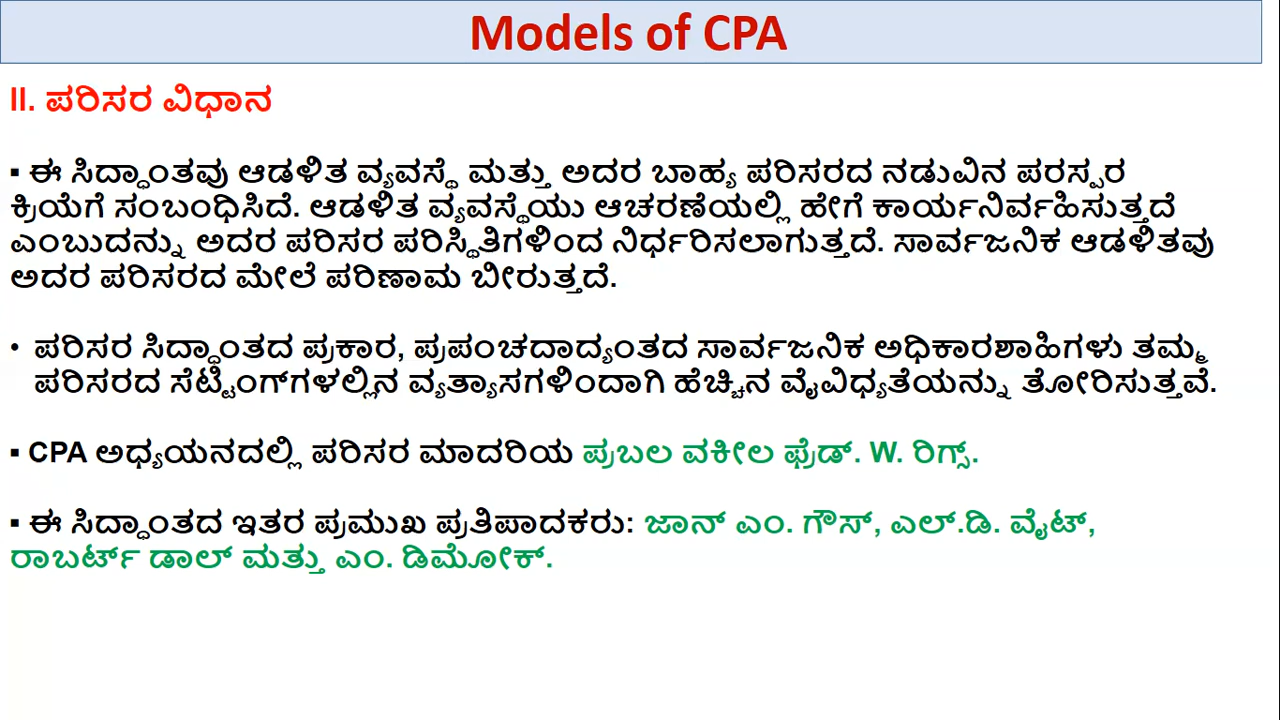 Models of CPA
II. ಪರಿಸರ ವಿಧಾನ
▪ ಈ ಸಿದ್ಧಾಂತವು ಆಡಳಿತ ವ್ಯವಸ್ಥೆ ಮತ್ತು ಅದರ ಬಾಹ್ಯ ಪರಿಸರದ ನಡುವಿನ ಪರಸ್ಪರ
ಕ್ರಿಯೆಗೆ ಸಂಬಂಧಿಸಿದೆ. ಆಡಳಿತ ವ್ಯವಸ್ಥೆಯು ಆಚರಣೆಯಲ್ಲಿ ಹೇಗೆ ಕಾರ್ಯನಿರ್ವಹಿಸುತ್ತದೆ
ಎಂಬುದನ್ನು ಅದರ ಪರಿಸರ ಪರಿಸ್ಥಿತಿಗಳಿಂದ ನಿರ್ಧರಿಸಲಾಗುತ್ತದೆ. ಸಾರ್ವಜನಿಕ ಆಡಳಿತವು
ಅದರ ಪರಿಸರದ ಮೇಲೆ ಪರಿಣಾಮ ಬೀರುತ್ತದೆ.
• ಪರಿಸರ ಸಿದ್ಧಾಂತದ ಪ್ರಕಾರ, ಪ್ರಪಂಚದಾದ್ಯಂತದ ಸಾರ್ವಜನಿಕ ಅಧಿಕಾರಶಾಹಿಗಳು ತಮ್ಮ
ಪರಿಸರದ ಸೆಟ್ಟಿಂಗ್‌ಗಳಲ್ಲಿನ ವ್ಯತ್ಯಾಸಗಳಿಂದಾಗಿ ಹೆಚ್ಚಿನ ವೈವಿಧ್ಯತೆಯನ್ನು ತೋರಿಸುತ್ತವೆ.
▪ CPA ಅಧ್ಯಯನದಲ್ಲಿ ಪರಿಸರ ಮಾದರಿಯ ಪ್ರಬಲ ವಕೀಲ ಫ್ರೆಡ್. W. ರಿಗ್ಸ್.
▪ ಈ ಸಿದ್ಧಾಂತದ ಇತರ ಪ್ರಮುಖ ಪ್ರತಿಪಾದಕರು: ಜಾನ್ ಎಂ. ಗೌಸ್, ಎಲ್.ಡಿ. ವೈಟ್,
ರಾಬರ್ಟ್ ಡಾಲ್ ಮತ್ತು ಎಂ. ಡಿಮೋಕ್.